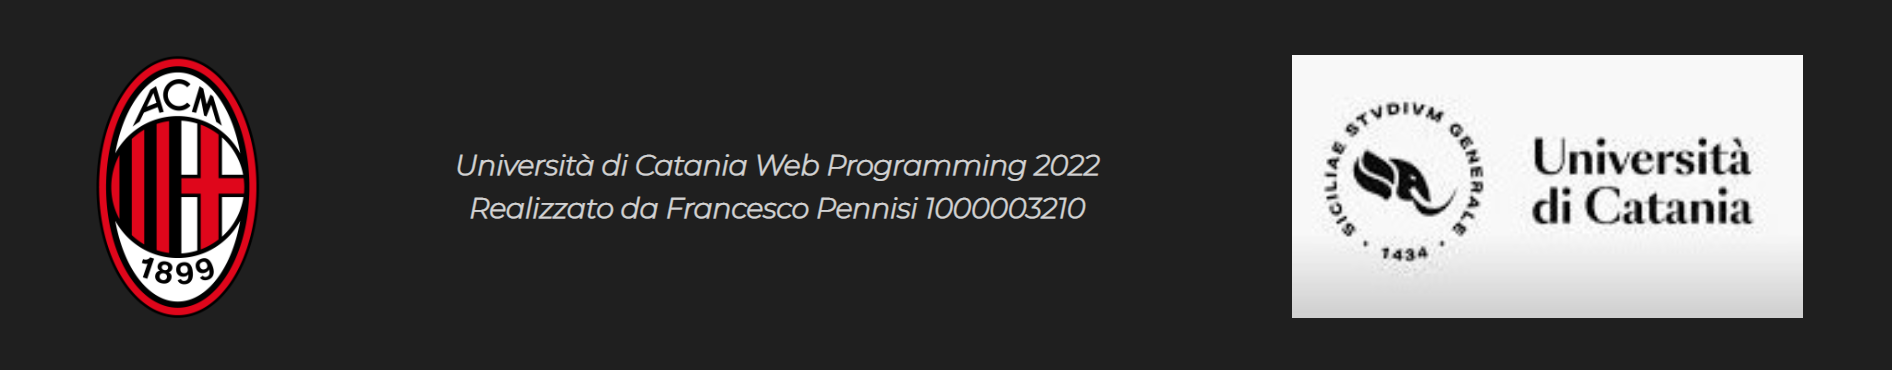 ACM
1899
Università di Catania Web Programming 2022
Realizzato da Francesco Pennisi 1000003210
SICILIAE STVDIVM GENERALE
1434
Università
di Catania